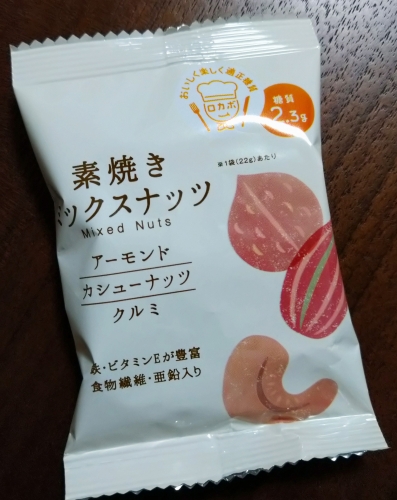 おいしく楽しく適正糖質
ロカボ
糖質
2.3g
※1袋(22g)あたり
素焼き
ミックスナッツ
Mixed Nuts
アーモンド
カシューナッツ
クルミ
・ビタミンEが豊富
食物繊維・亜鉛入り